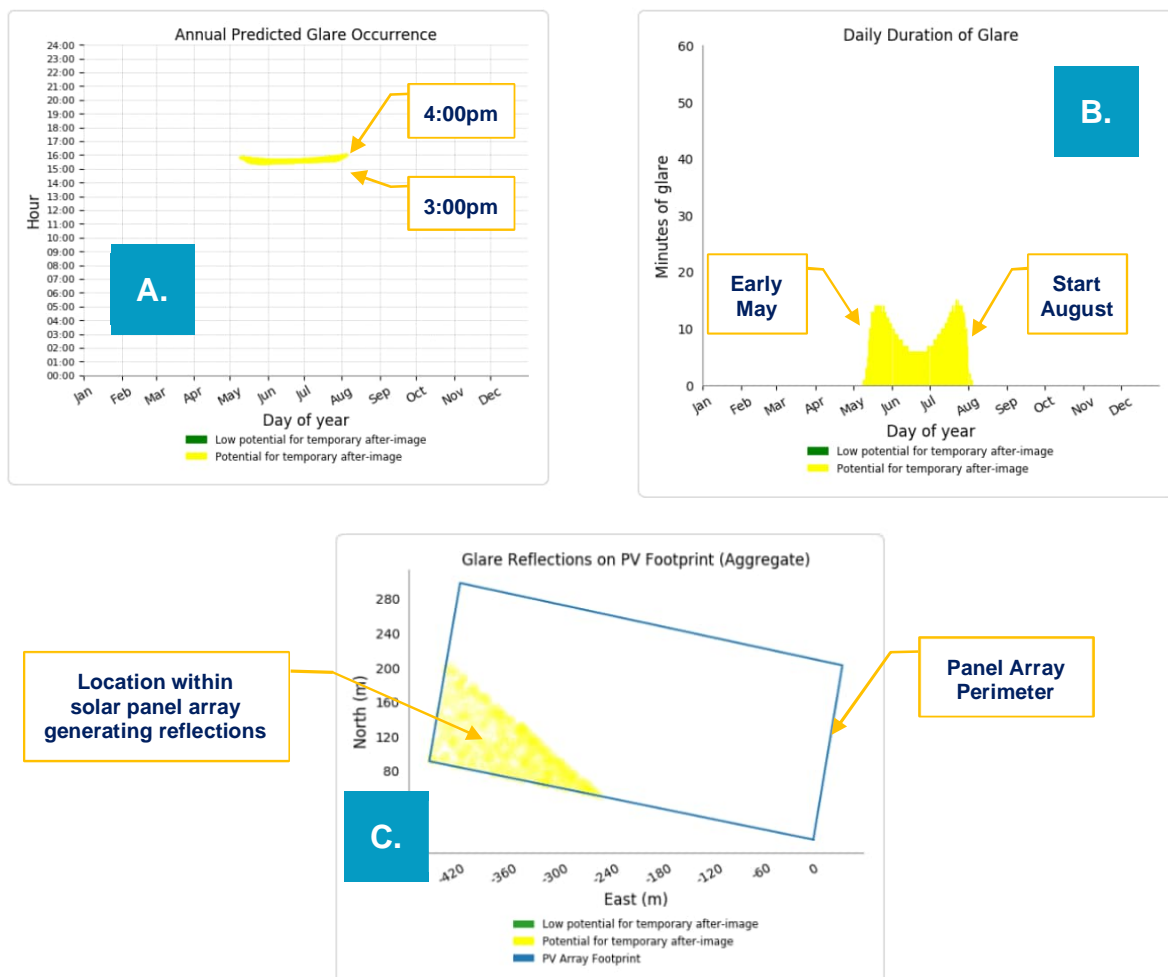 Annual Predicted Glare Occurrence
24:00
23:00
22:00
21:00
20:00
19:00
18:00
17:00
16:00
15:00
14:00
13:00
12:00
11:00
10:00
09:00
08:00
07:00
06:00
05:00
04:00
03:00
02:00
01:00
00:00
Hour
4:00pm
3:00pm
A.
Jan
Feb
Mar
Apr
May
Jun
Jul
Aug
Sep
Oct
Nov
Dec
Day of year
Low potential for temporary after-image
Potential for temporary after-image
Daily Duration of Glare
60
50
40
30
20
10
0
Minutes of glare
B.
Early
May
Start
August
Jan
Feb
Mar
Apr
May
Jun
Jul
Aug
Sep
Oct
Nov
Dec
Day of year
Low potential for temporary after-image
Potential for temporary after-image
Glare Reflections on PV Footprint (Aggregate)
280
240
200
160
120
80
North (m)
Location within
solar panel array
generating reflections
Panel Array
Perimeter
C.
-420
-360
-300
-240
-180
-120
-60
0
East (m)
Low potential for temporary after-image
Potential for temporary after-image
PV Array Footprint